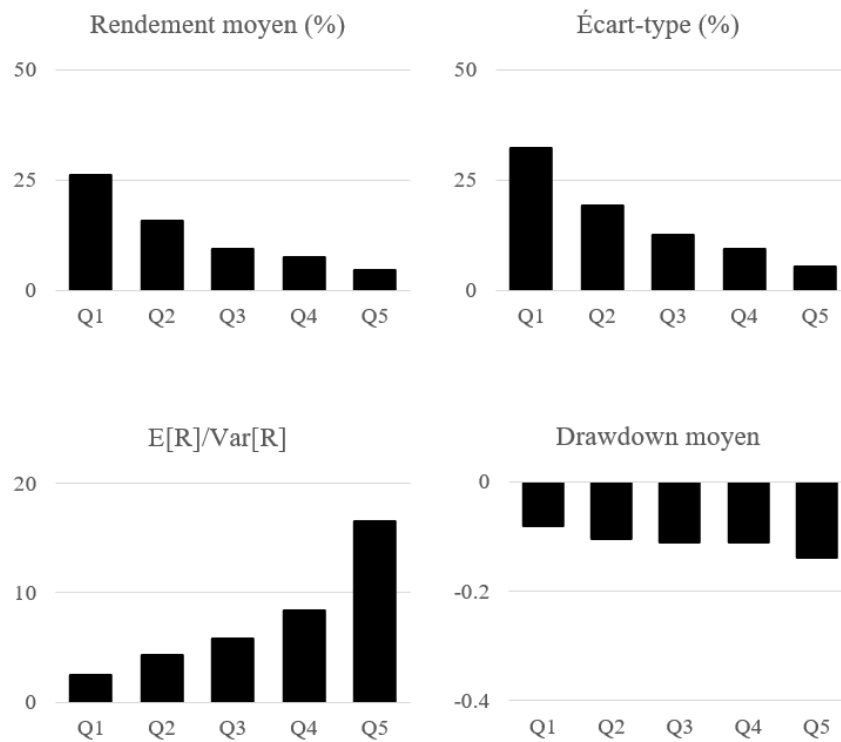 Rendement moyen (%)
50
25
0
Q1 Q2 Q3 Q4 Q5
Écart-type (%)
50
25
0
Q1 Q2 Q3 Q4 Q5
E[R]/Var[R]
20
10
0
Q1 Q2 Q3 Q4 Q5
Drawdown moyen
0
-0.2
-0.4
Q1 Q2 Q3 Q4 Q5